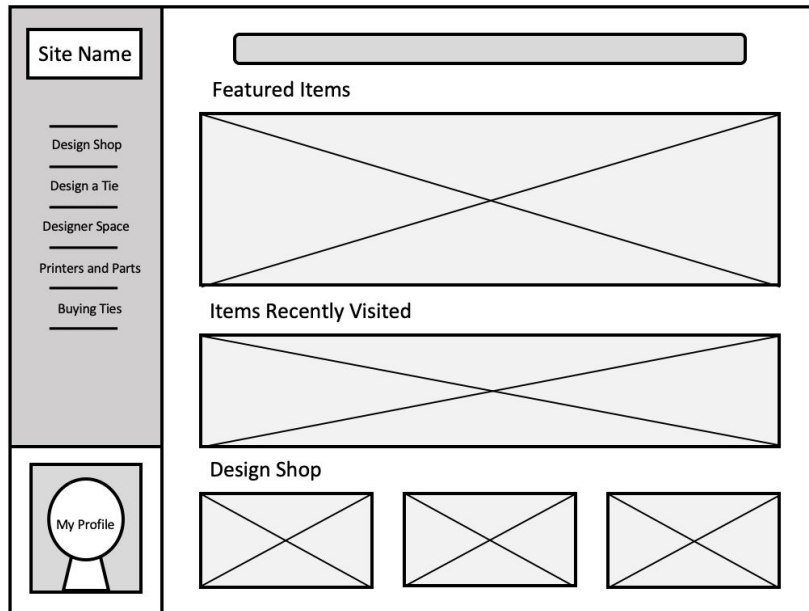 Site Name
Design Shop
Design a Tie
Designer Space
Printers and Parts
Buying Ties
My Profile
Featured Items
Items Recently Visited
Design Shop